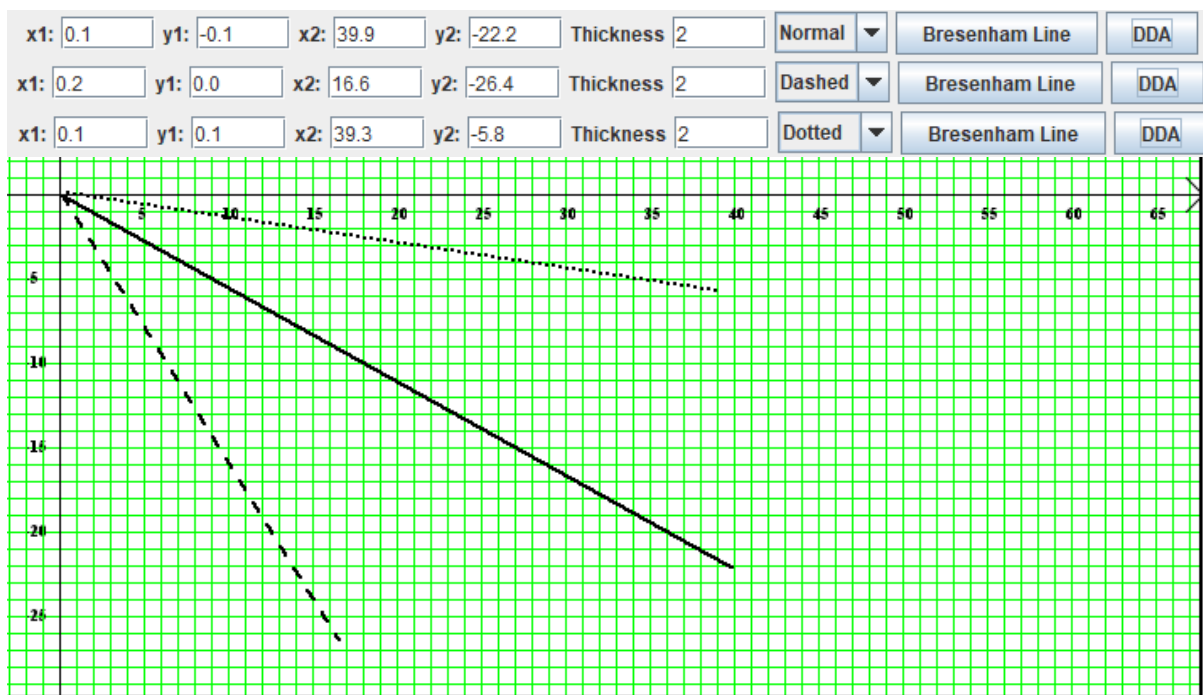 x1: 0.1 y1: -0.1 x2: 39.9 y2: -22.2 Thickness 2 Normal Bresenham Line DDA
x1: 0.2 y1: 0.0 x2: 16.6 y2: -26.4 Thickness 2 Dashed Bresenham Line DDA
x1: 0.1 y1: 0.1 x2: 39.3 y2: -5.8 Thickness 2 Dotted Bresenham Line DDA
5 10 15 20 25 30 35 40 45 50 55 60 65
-5
-10
-15
-20
-25